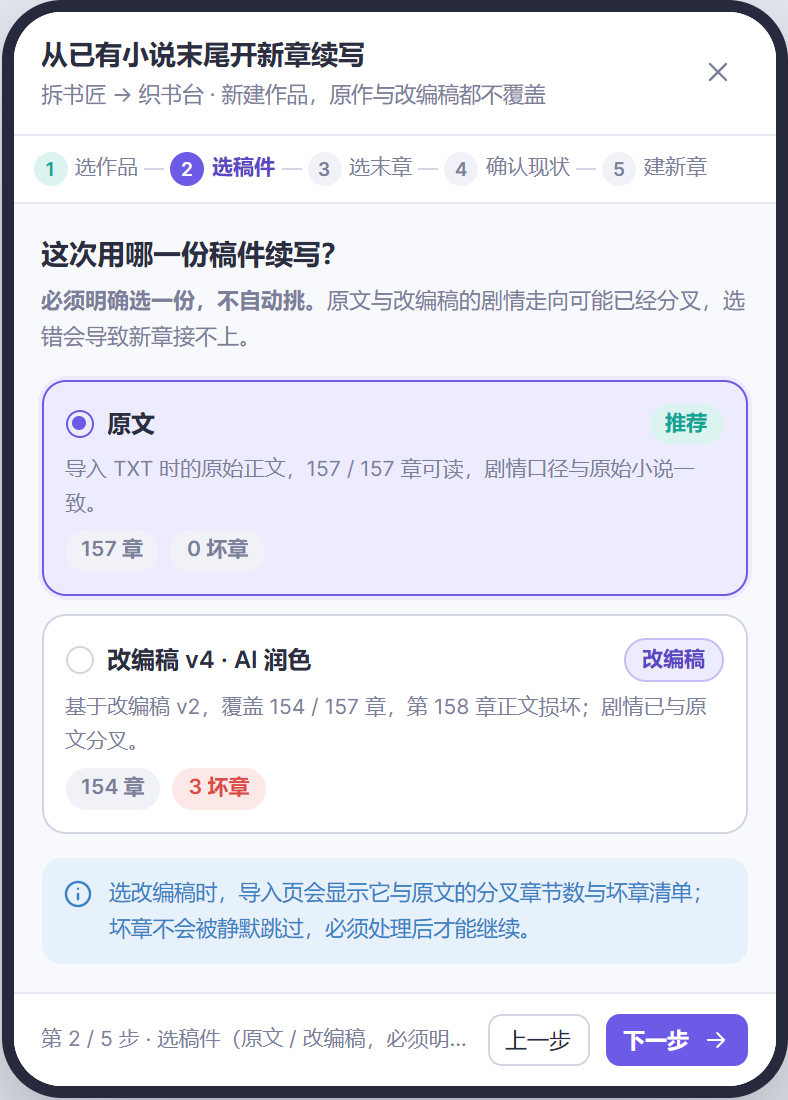 从已有小说末尾开新章续写
拆书匠 → 织书台 · 新建作品，原作与改编稿都不覆盖
1 选作品 — 2 选稿件 — 3 选末章 — 4 确认现状 — 5 建新章
这次用哪一份稿件续写？
必须明确选一份，不自动挑。原文与改编稿的剧情走向可能已经分叉，选
错会导致新章接不上。
原文 推荐
导入 TXT 时的原始正文，157 / 157 章可读，剧情口径与原始小说一
致。
157 章 0 坏章
改编稿 v4 · AI 润色 改编稿
基于改编稿 v2，覆盖 154 / 157 章，第 158 章正文损坏；剧情已与原
文分叉。
154 章 3 坏章
选改编稿时，导入页会显示它与原文的分叉章节数与坏章清单；
坏章不会被静默跳过，必须处理后才能继续。
第 2 / 5 步 · 选稿件（原文 / 改编稿，必须明... 上一步 下一步 →